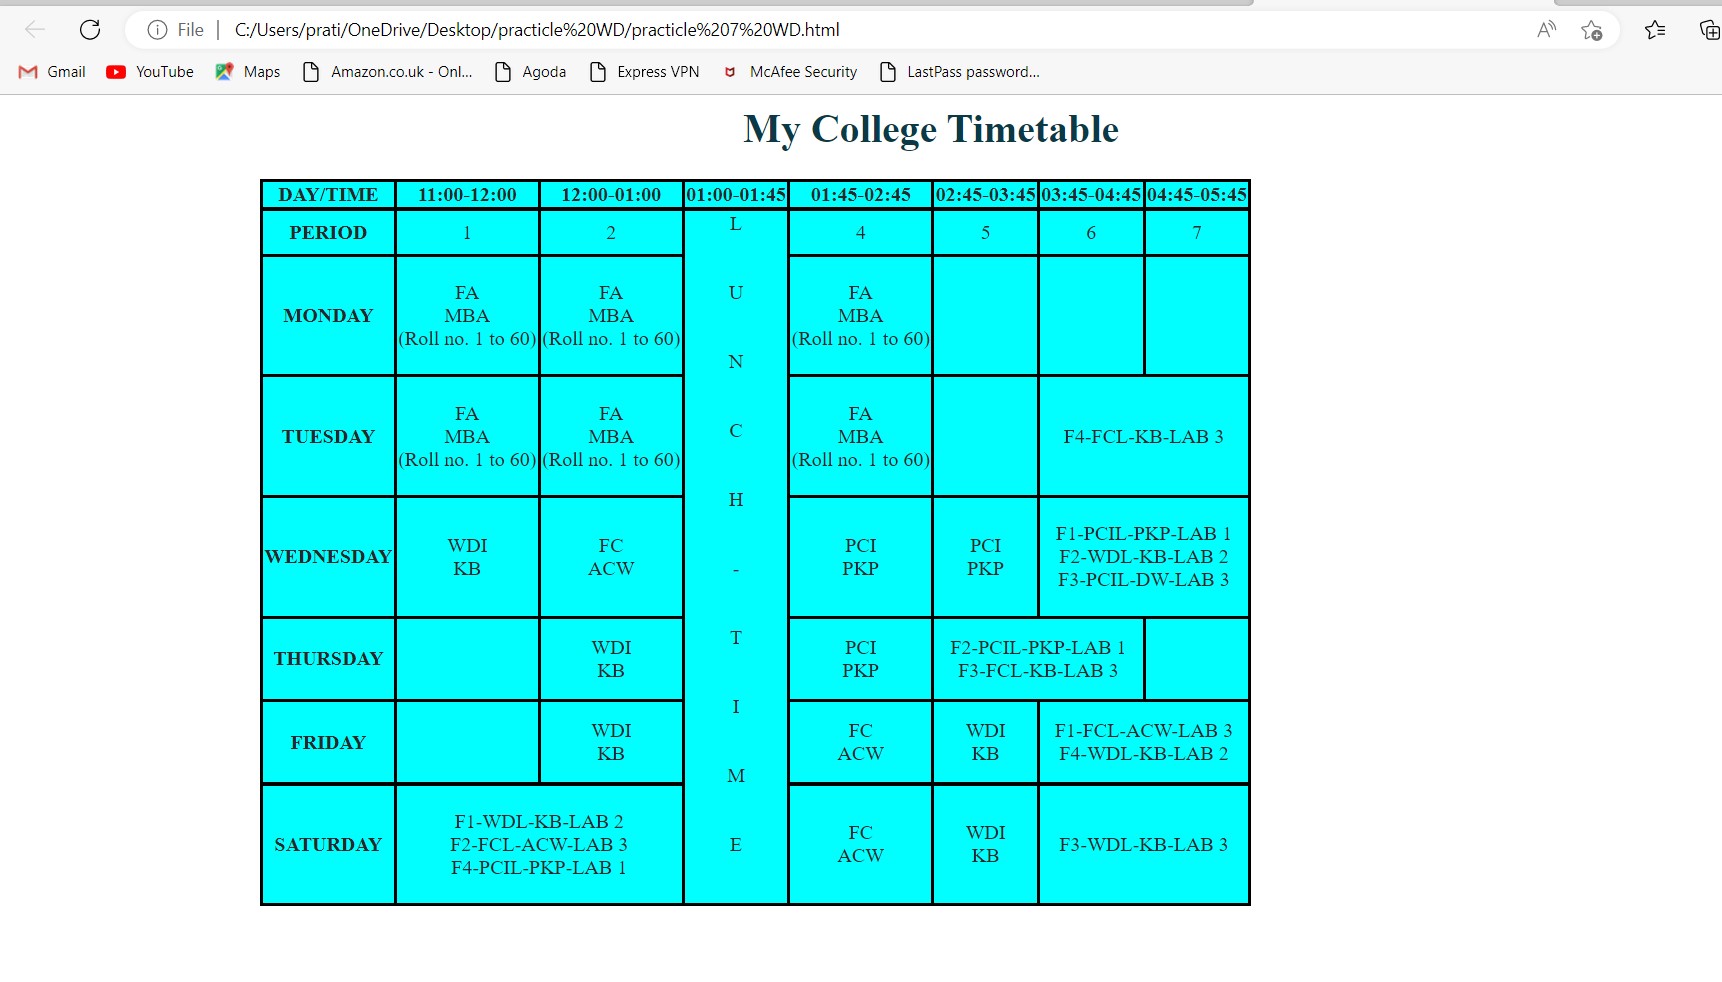 File
C:/Users/prati/OneDrive/Desktop/practicle%20WD/practicle%207%20WD.html
Gmail YouTube Maps Amazon.co.uk - Onl... Agoda Express VPN McAfee Security LastPass password...
My College Timetable
DAY/TIME 11:00-12:00 12:00-01:00 01:00-01:45 01:45-02:45 02:45-03:45 03:45-04:45 04:45-05:45
PERIOD 1 2 4 5 6 7
L
U
N
C
H
-
T
I
M
E
MONDAY
FA
MBA
(Roll no. 1 to 60)
FA
MBA
(Roll no. 1 to 60)
FA
MBA
(Roll no. 1 to 60)
TUESDAY
FA
MBA
(Roll no. 1 to 60)
FA
MBA
(Roll no. 1 to 60)
FA
MBA
(Roll no. 1 to 60)
F4-FCL-KB-LAB 3
WEDNESDAY
WDI
KB
FC
ACW
PCI
PKP
PCI
PKP
F1-PCIL-PKP-LAB 1
F2-WDL-KB-LAB 2
F3-PCIL-DW-LAB 3
THURSDAY
WDI
KB
PCI
PKP
F2-PCIL-PKP-LAB 1
F3-FCL-KB-LAB 3
FRIDAY
WDI
KB
FC
ACW
WDI
KB
F1-FCL-ACW-LAB 3
F4-WDL-KB-LAB 2
SATURDAY
F1-WDL-KB-LAB 2
F2-FCL-ACW-LAB 3
F4-PCIL-PKP-LAB 1
FC
ACW
WDI
KB
F3-WDL-KB-LAB 3